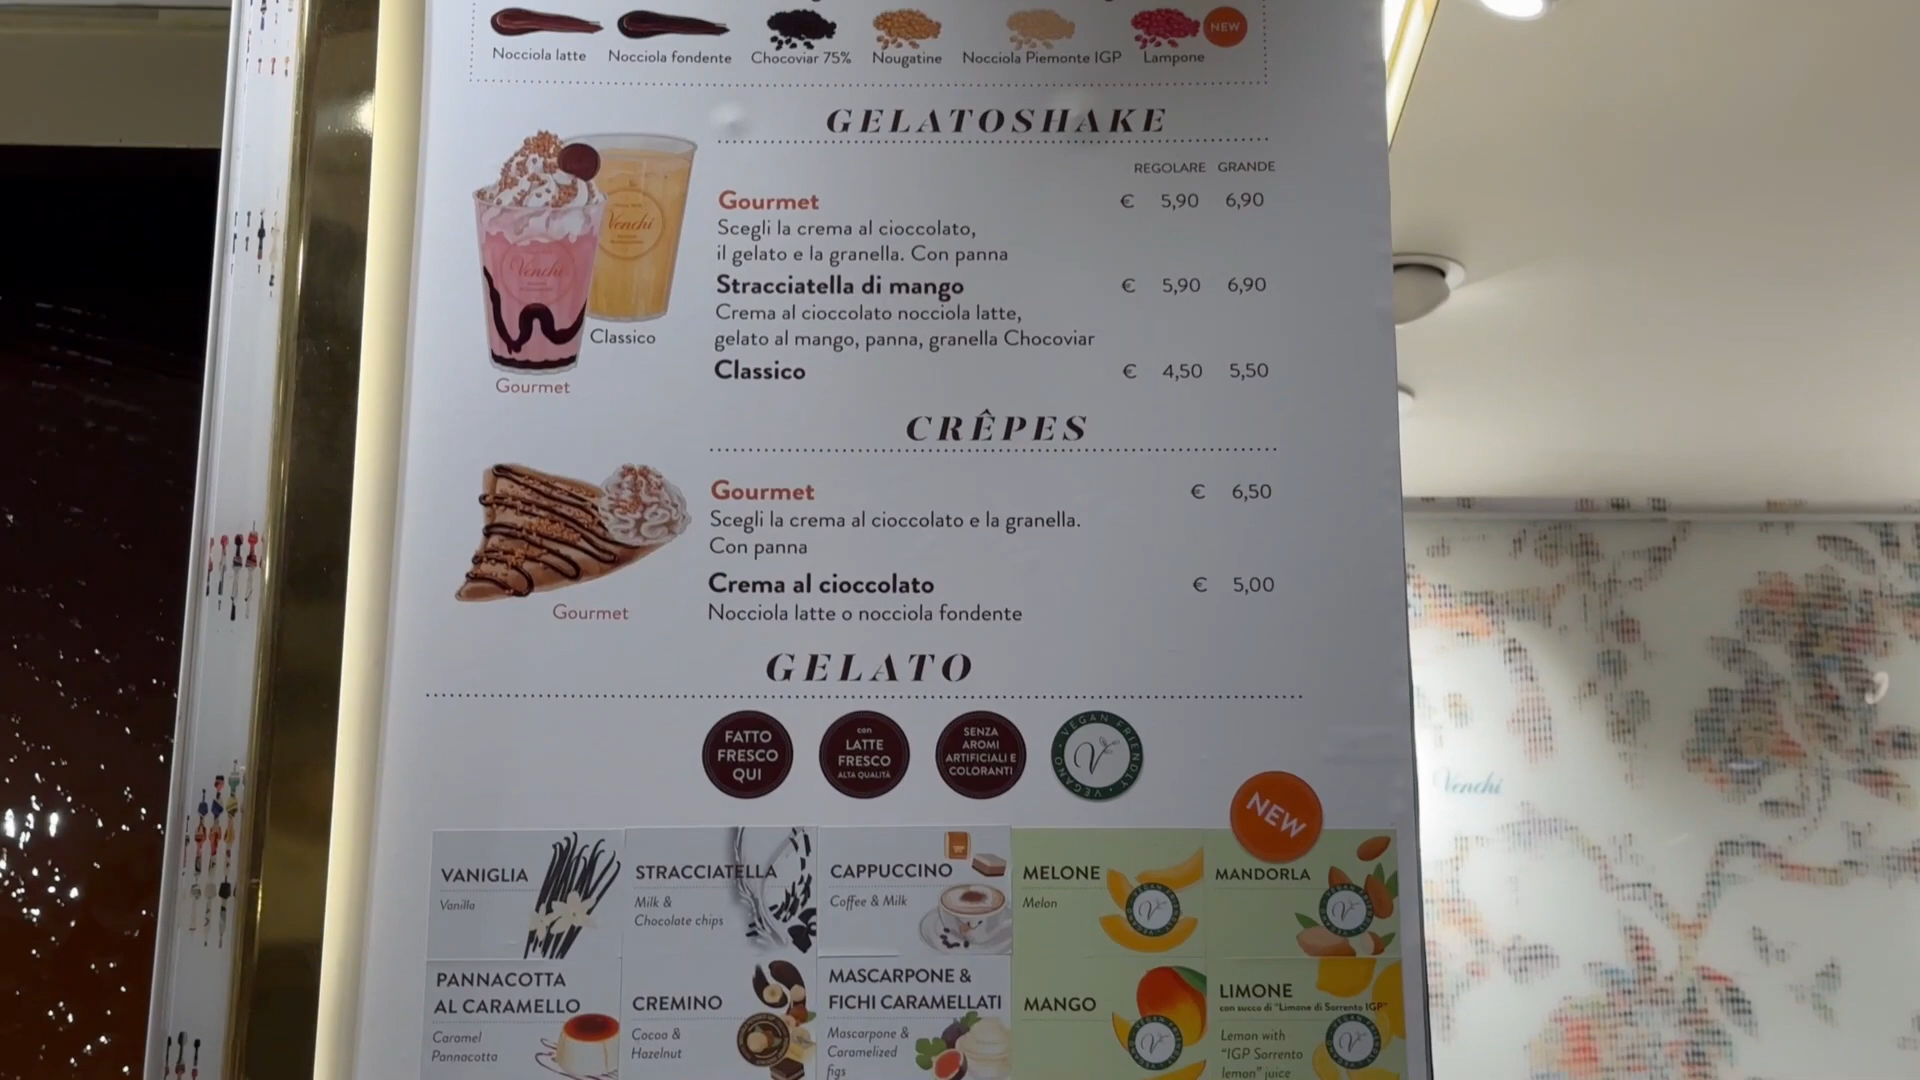 Nocciola latte Nocciola fondente Chocoviar 75% Nougatine Nocciola Piemonte IGP Lampone NEW
GELATOSHAKE
REGOLARE GRANDE
Gourmet € 5,90 6,90
Scegli la crema al cioccolato,
il gelato e la granella. Con panna
Stracciatella di mango € 5,90 6,90
Crema al cioccolato nocciola latte,
gelato al mango, panna, granella Chocoviar
Classico € 4,50 5,50
Venchi
Venchi
Classico
Gourmet
CRÊPES
Gourmet € 6,50
Scegli la crema al cioccolato e la granella.
Con panna
Crema al cioccolato € 5,00
Nocciola latte o nocciola fondente
Gourmet
GELATO
FATTO
FRESCO
QUI
con
LATTE
FRESCO
ALTA QUALITÀ
SENZA
AROMI
ARTIFICIALI E
COLORANTI
VEGAN FRIENDLY • VEGANO •
V
NEW
VANIGLIA
Vanilla
STRACCIATELLA
Milk &
Chocolate chips
CAPPUCCINO
Coffee & Milk
MELONE
Melon
MANDORLA
PANNACOTTA
AL CARAMELLO
Caramel
Pannacotta
CREMINO
Cocoa &
Hazelnut
MASCARPONE &
FICHI CARAMELLATI
Mascarpone &
Caramelized
figs
MANGO
LIMONE
con succo di "Limone di Sorrento IGP"
Lemon with
"IGP Sorrento
lemon" juice
Venchi